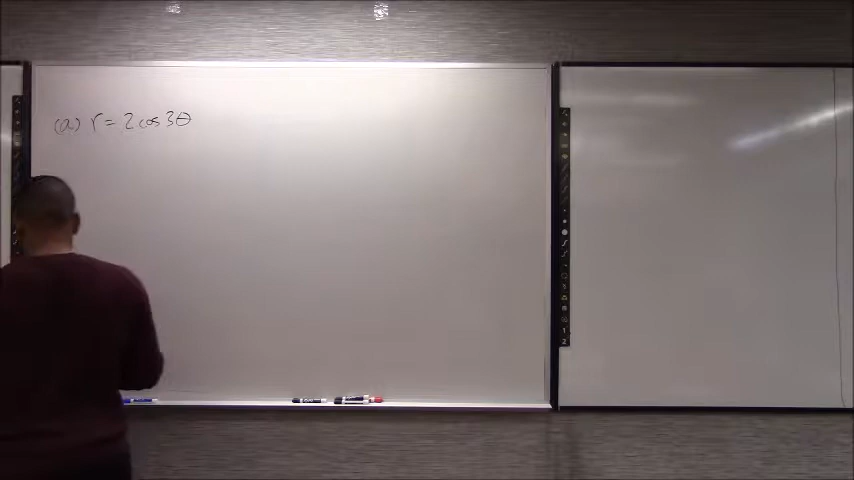 (a) r = 2 cos 3θ